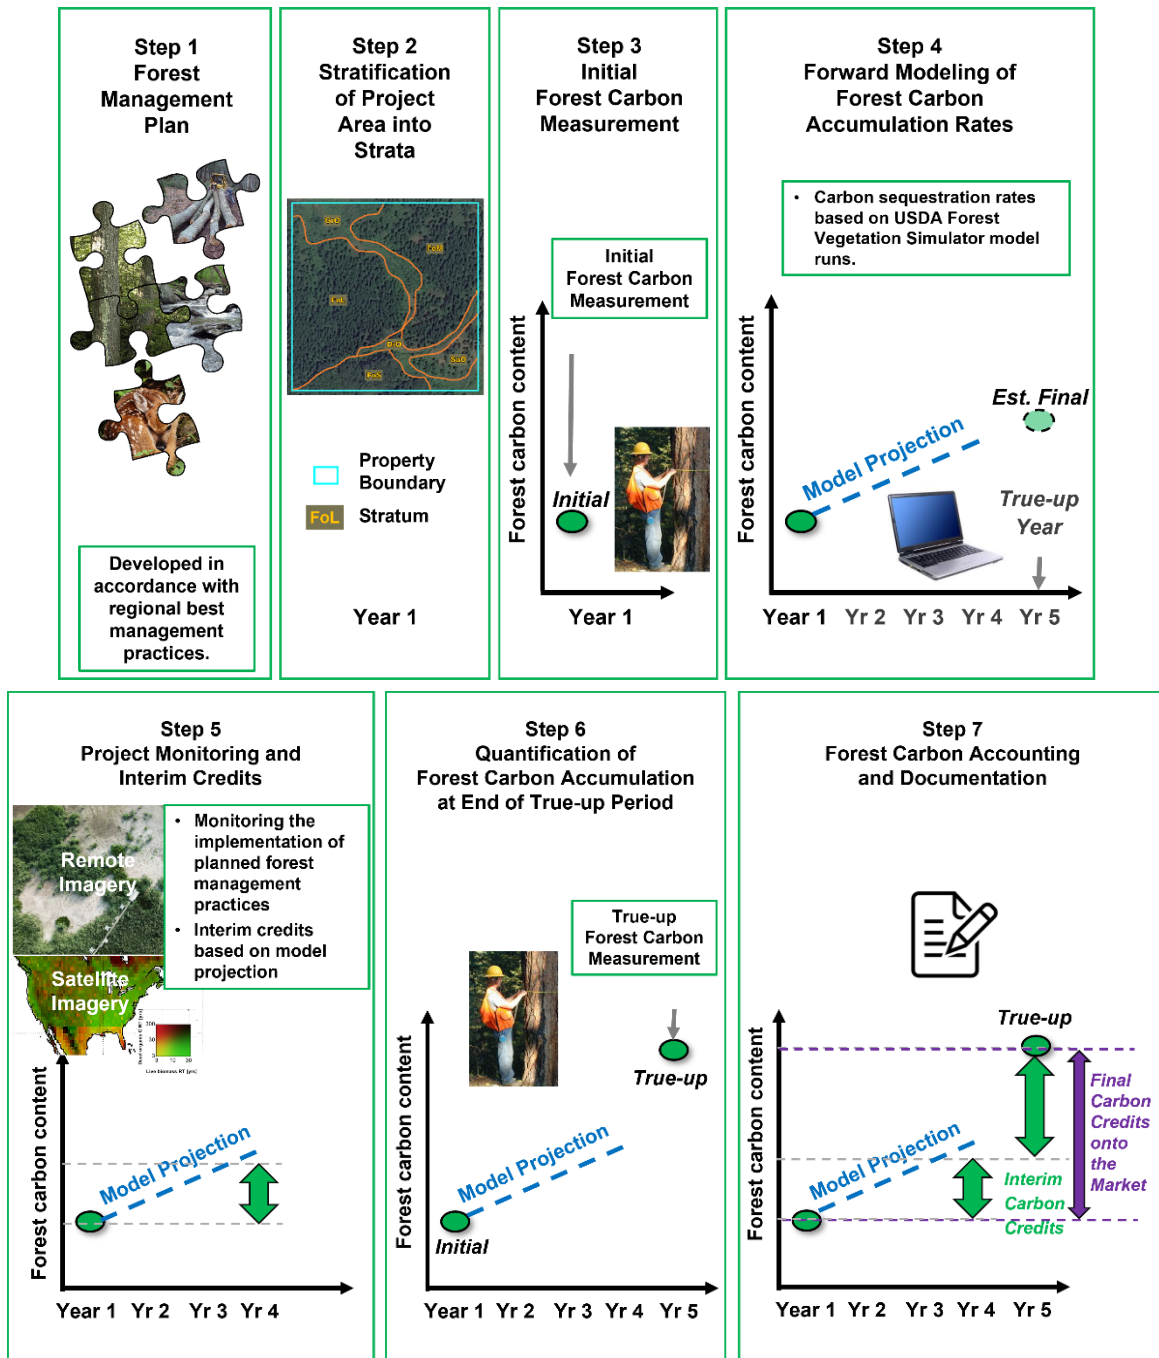 Step 1
Forest
Management
Plan
Developed in
accordance with
regional best
management
practices.
Step 2
Stratification
of Project
Area into
Strata
FoM
FoL
Property
Boundary
FoL
Stratum
Year 1
Step 3
Initial
Forest Carbon
Measurement
Initial
Forest Carbon
Measurement
Forest carbon content
Initial
Year 1
Step 4
Forward Modeling of
Forest Carbon
Accumulation Rates
• Carbon sequestration rates
based on USDA Forest
Vegetation Simulator model
runs.
Forest carbon content
Est. Final
Model Projection
True-up
Year
Year 1 Yr 2 Yr 3 Yr 4 Yr 5
Step 5
Project Monitoring and
Interim Credits
Remote
Imagery
• Monitoring the
implementation of
planned forest
management
practices
• Interim credits
based on model
projection
Satellite
Imagery
Live biomass RT [yrs]
Forest carbon content
Model Projection
Year 1 Yr 2 Yr 3 Yr 4
Step 6
Quantification of
Forest Carbon Accumulation
at End of True-up Period
True-up
Forest Carbon
Measurement
Forest carbon content
True-up
Model Projection
Initial
Year 1 Yr 2 Yr 3 Yr 4 Yr 5
Step 7
Forest Carbon Accounting
and Documentation
Forest carbon content
True-up
Final
Carbon
Credits
onto
the
Market
Model Projection
Interim
Carbon
Credits
Year 1 Yr 2 Yr 3 Yr 4 Yr 5